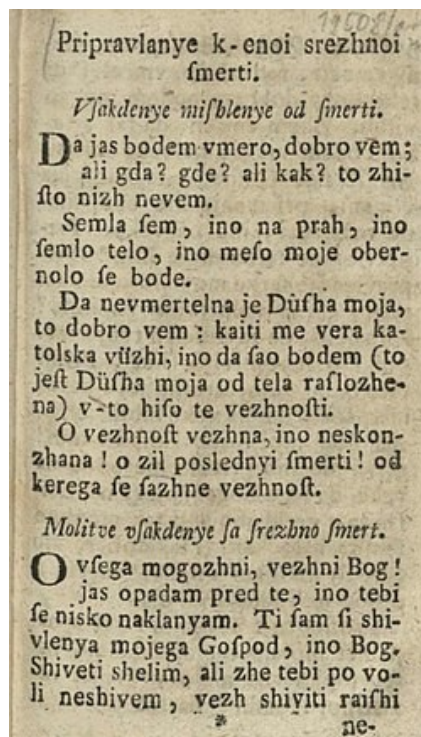 Pripravlanye k-enoi srezhnoi
ſmerti.
Vſakdenye miſhlenye od ſmerti.
Da jas bodem vmero, dobro vem;
ali gda? gde? ali kak? to zhi-
ſto nizh nevem.
Semla ſem, ino na prah, ino
ſemlo telo, ino meſo moje ober-
nolo ſe bode.
Da nevmertelna je Dùſha moja,
to dobro vem: kaiti me vera ka-
tolska vüzhi, ino da ſao bodem (to
jeſt Düſha moja od tela raſlozhe-
na) v-to hiſo te vezhnoſti.
O vezhnoſt vezhna, ino neskon-
zhana! o zil poslednyi ſmerti! od
kerega ſe ſazhne vezhnoſt.
Molitve vſakdenye ſa ſrezhno ſmert.
O vſega mogozhni, vezhni Bog!
jas opadam pred te, ino tebi
ſe nisko naklanyam. Ti ſam ſi shi-
vlenya mojega Goſpod, ino Bog.
Shiveti shelim, ali zhe tebi po vo-
li neshivem, vezh shiviti raiſhi
* ne-